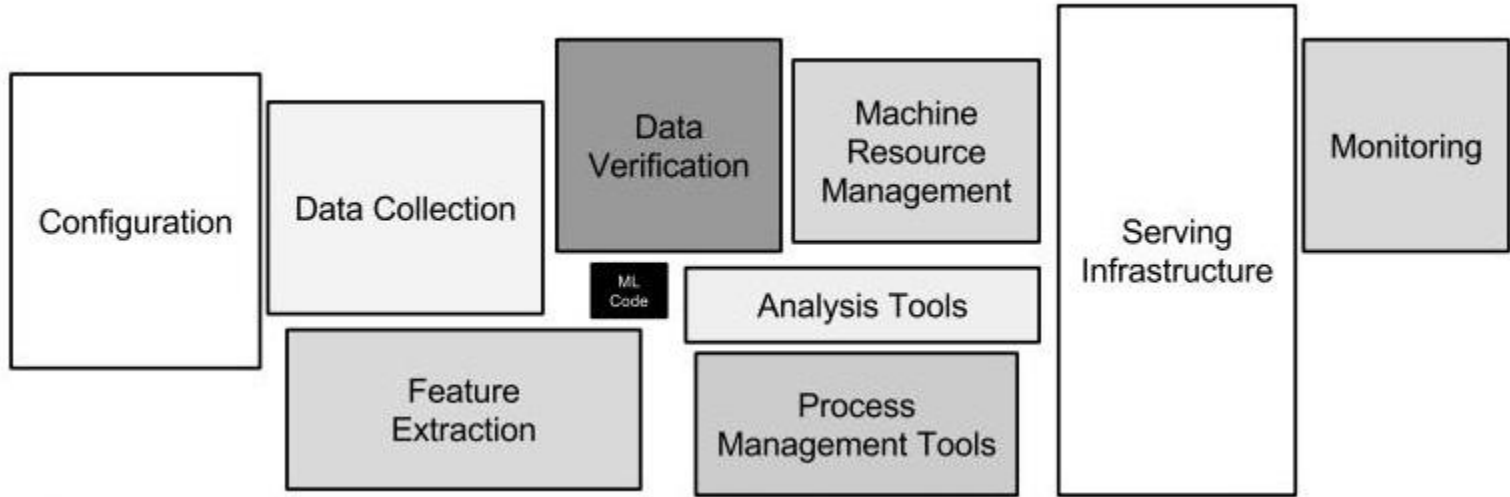 Configuration
Data Collection
Feature
Extraction
Data
Verification
ML
Code
Machine
Resource
Management
Analysis Tools
Process
Management Tools
Serving
Infrastructure
Monitoring